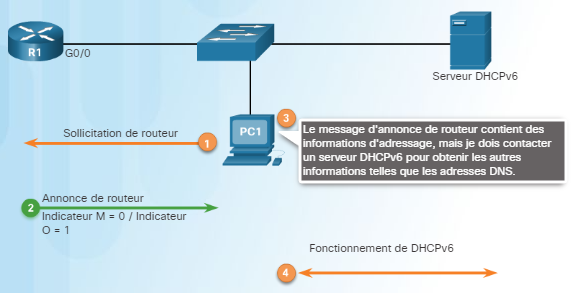 R1
G0/0
Serveur DHCPv6
PC1
3
Le message d'annonce de routeur contient des
informations d'adressage, mais je dois contacter
un serveur DHCPv6 pour obtenir les autres
informations telles que les adresses DNS.
Sollicitation de routeur
1
Annonce de routeur
2
Indicateur M = 0 / Indicateur
O = 1
Fonctionnement de DHCPv6
4